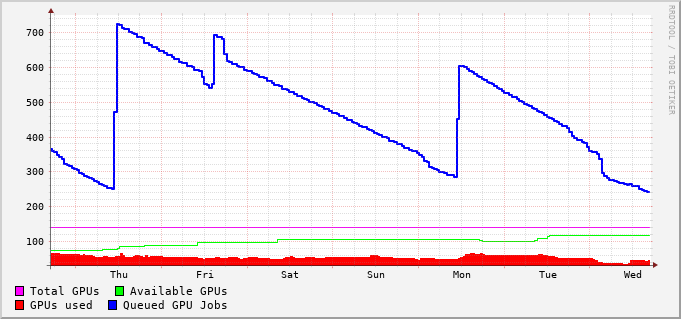 700
600
500
400
300
200
100
Thu Fri Sat Sun Mon Tue Wed
Total GPUs Available GPUs
GPUs used Queued GPU Jobs
RRDTOOL / TOBI OETIKER